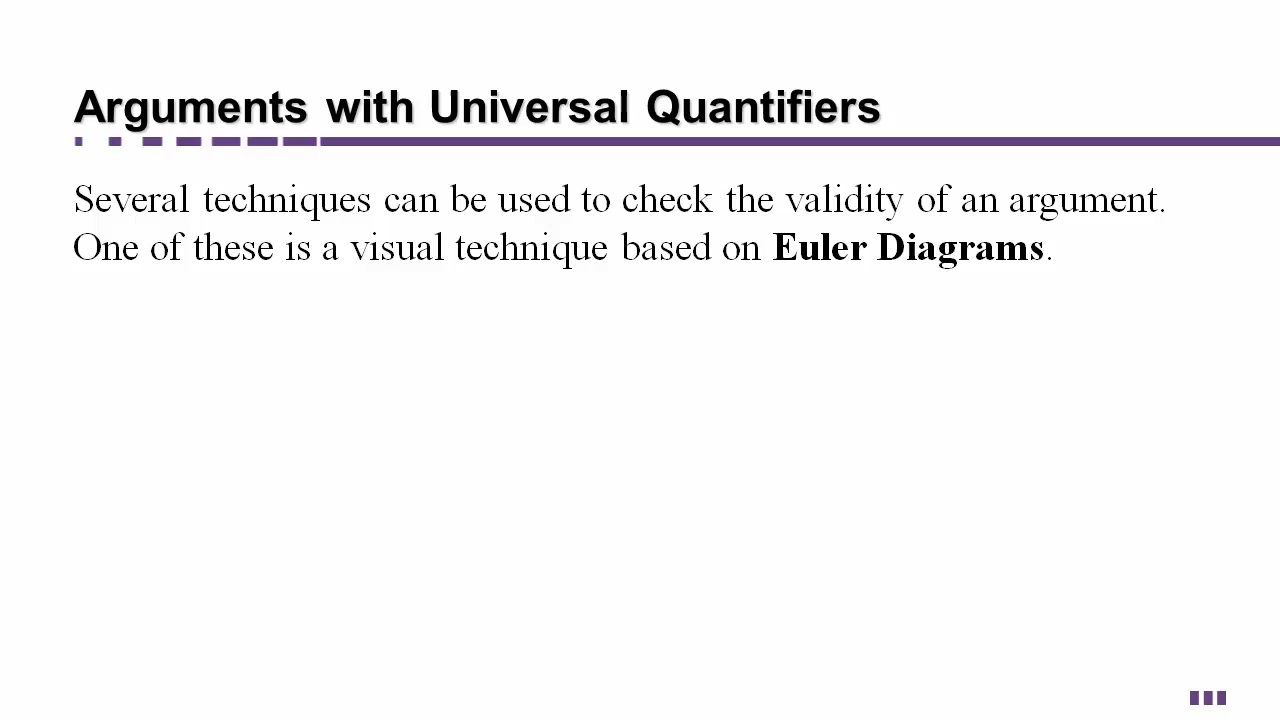 Arguments with Universal Quantifiers
Several techniques can be used to check the validity of an argument.
One of these is a visual technique based on Euler Diagrams.